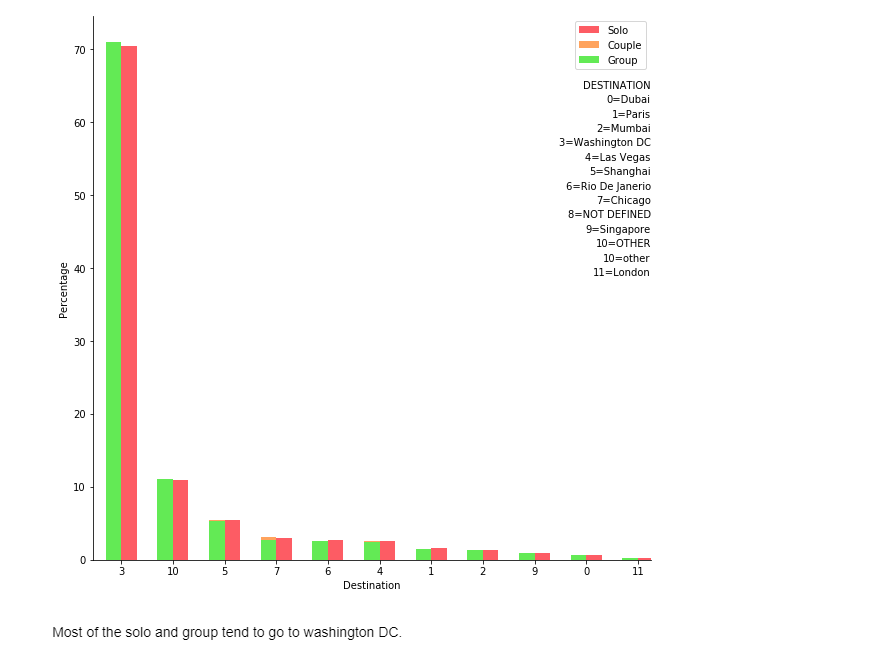 Solo
Couple
Group
DESTINATION
0=Dubai
1=Paris
2=Mumbai
3=Washington DC
4=Las Vegas
5=Shanghai
6=Rio De Janerio
7=Chicago
8=NOT DEFINED
9=Singapore
10=OTHER
10=other
11=London
70
60
50
40
30
20
10
0
Percentage
3 10 5 7 6 4 1 2 9 0 11
Destination
Most of the solo and group tend to go to washington DC.